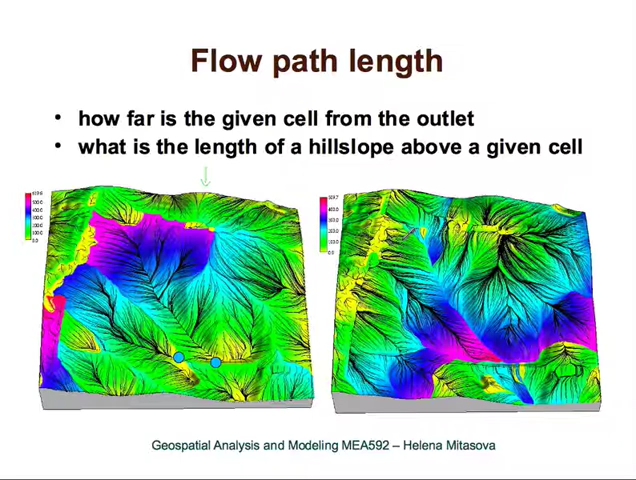 Flow path length
• how far is the given cell from the outlet
• what is the length of a hillslope above a given cell
Geospatial Analysis and Modeling MEA592 – Helena Mitasova